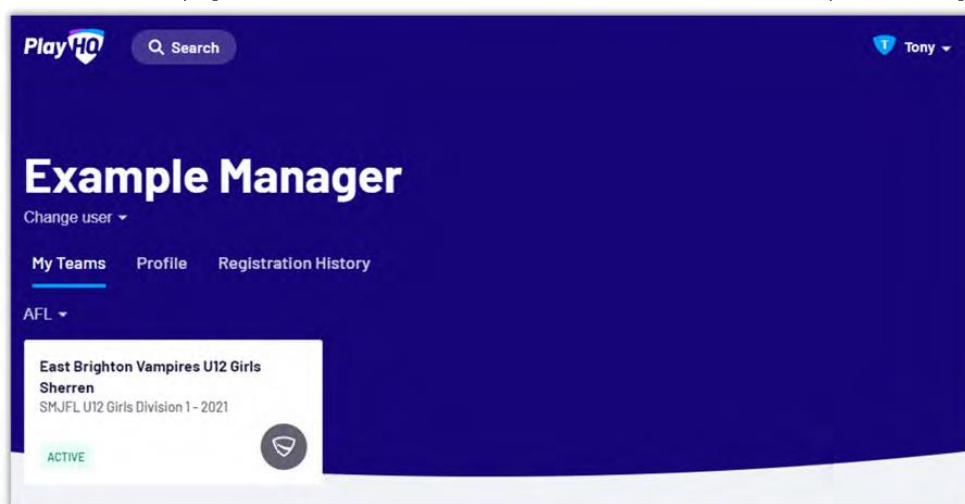 PlayHQ
Search
Tony
Example Manager
Change user
My Teams Profile Registration History
AFL
East Brighton Vampires U12 Girls
Sherren
SMJFL U12 Girls Division 1 - 2021
ACTIVE